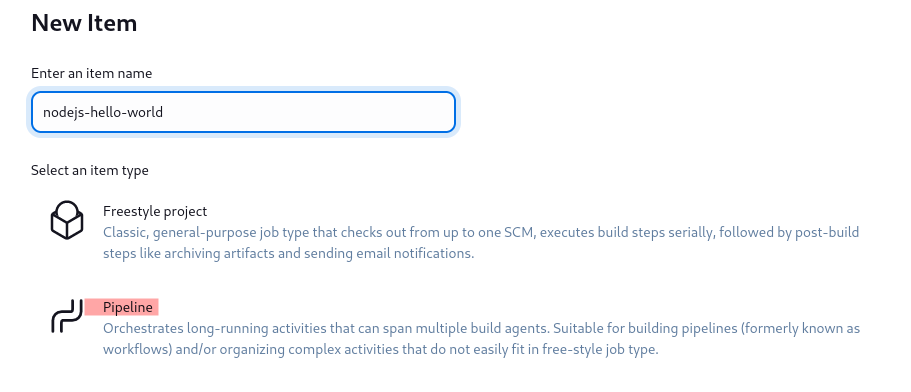 New Item
Enter an item name
nodejs-hello-world
Select an item type
Freestyle project
Classic, general-purpose job type that checks out from up to one SCM, executes build steps serially, followed by post-build
steps like archiving artifacts and sending email notifications.
Pipeline
Orchestrates long-running activities that can span multiple build agents. Suitable for building pipelines (formerly known as
workflows) and/or organizing complex activities that do not easily fit in free-style job type.